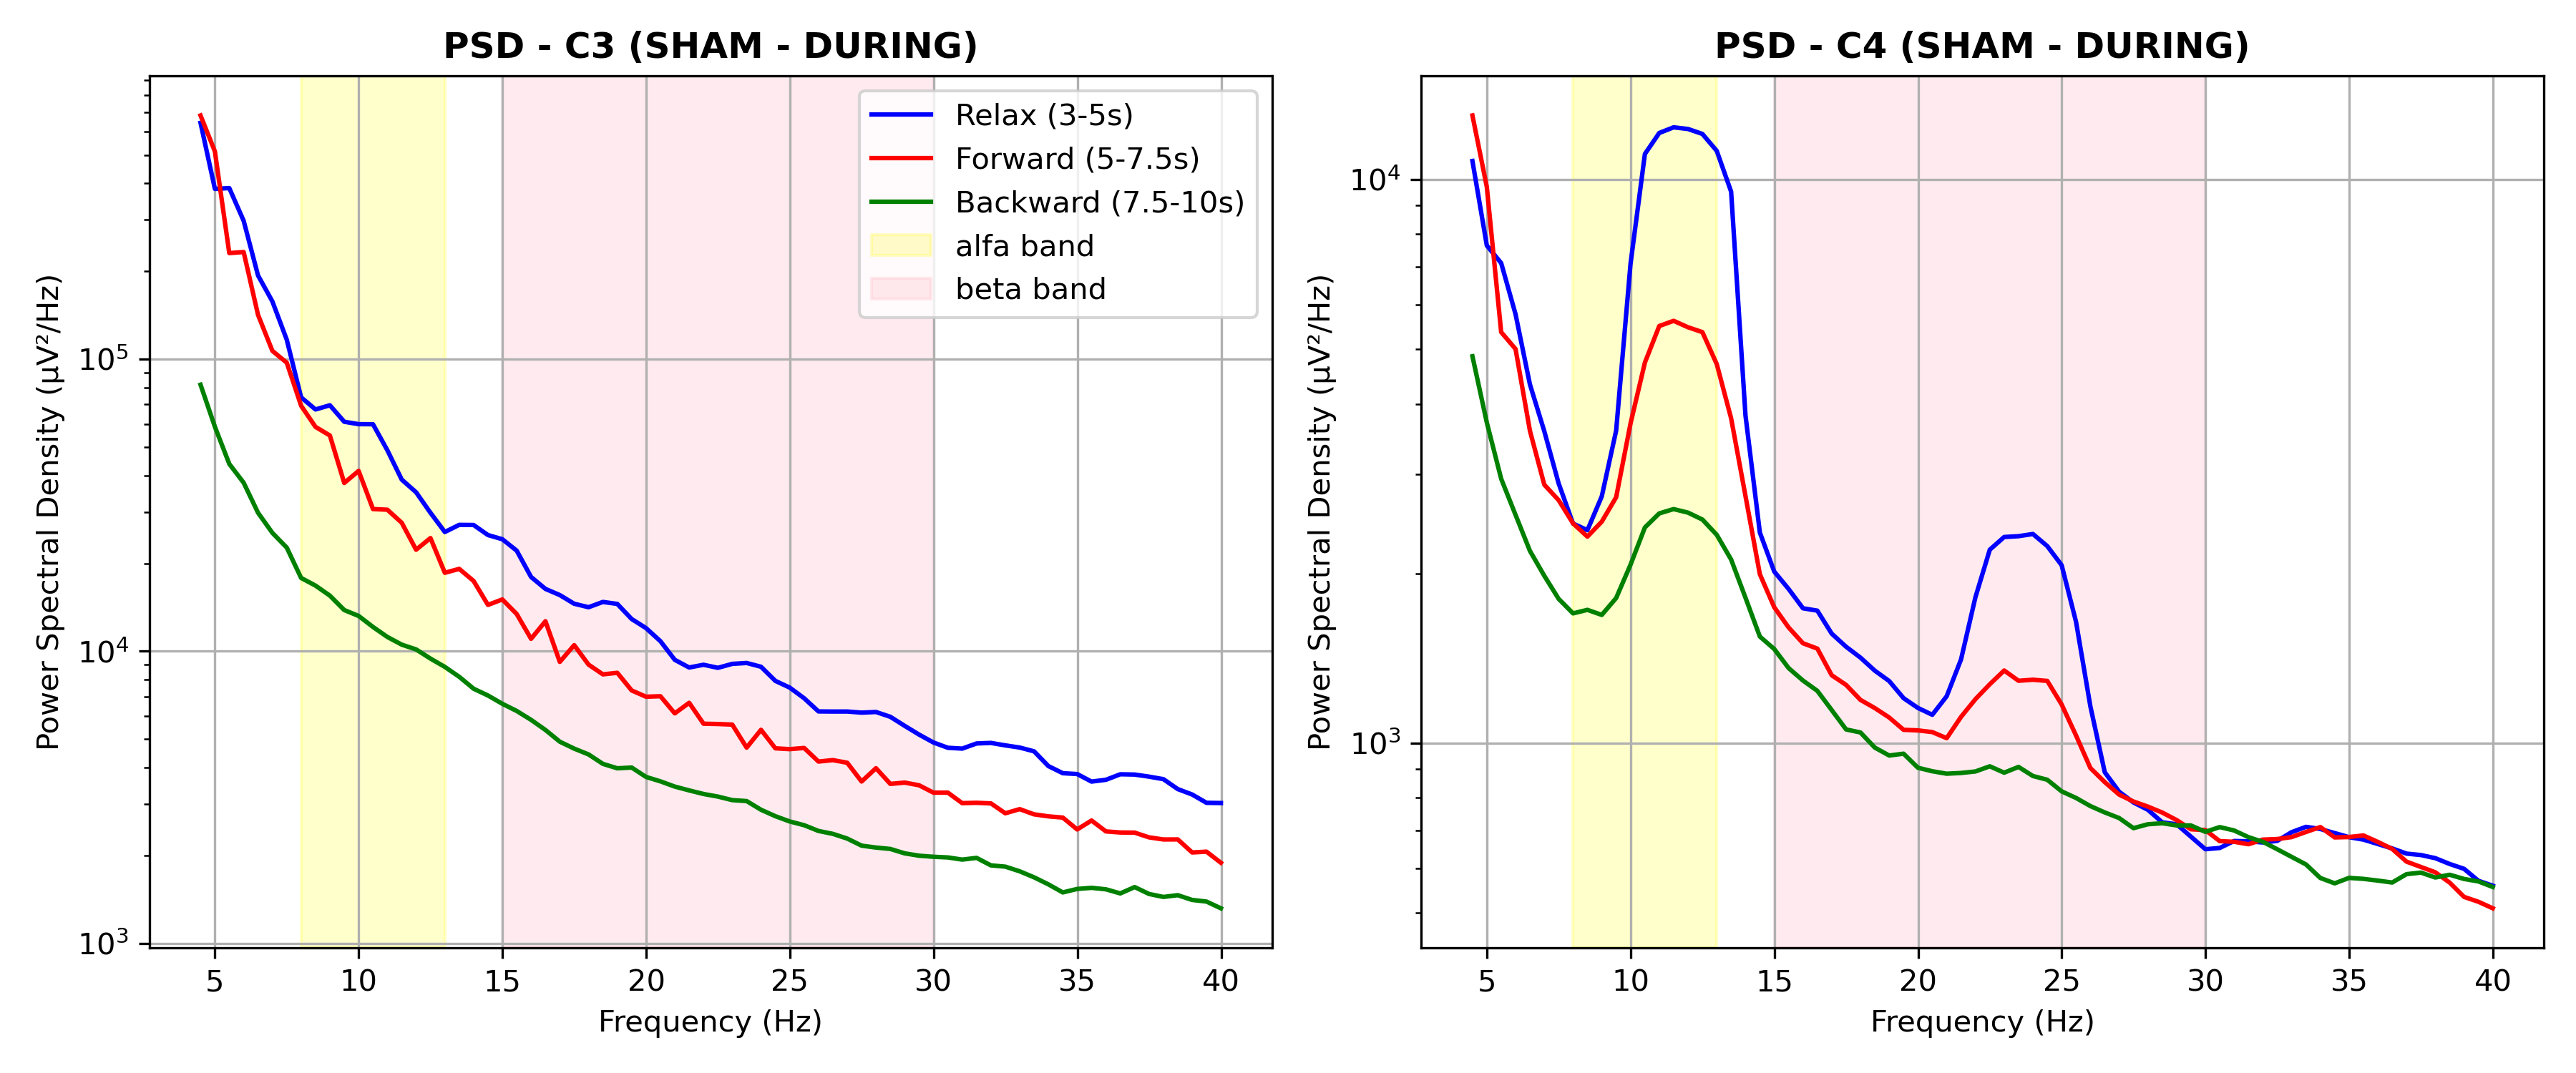 PSD - C3 (SHAM - DURING)
Power Spectral Density (µV²/Hz)
10⁵
10⁴
10³
5 10 15 20 25 30 35 40
Frequency (Hz)
Relax (3-5s)
Forward (5-7.5s)
Backward (7.5-10s)
alfa band
beta band
PSD - C4 (SHAM - DURING)
Power Spectral Density (µV²/Hz)
10⁴
10³
5 10 15 20 25 30 35 40
Frequency (Hz)